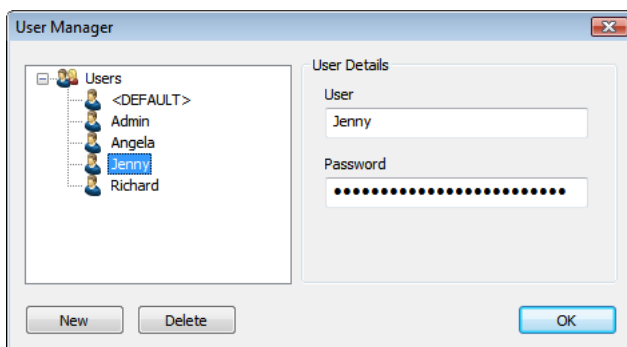 User Manager
Users
<DEFAULT>
Admin
Angela
Jenny
Richard
User Details
User
Jenny
Password
●●●●●●●●●●●●●●●●●●●●●●●●●
New
Delete
OK